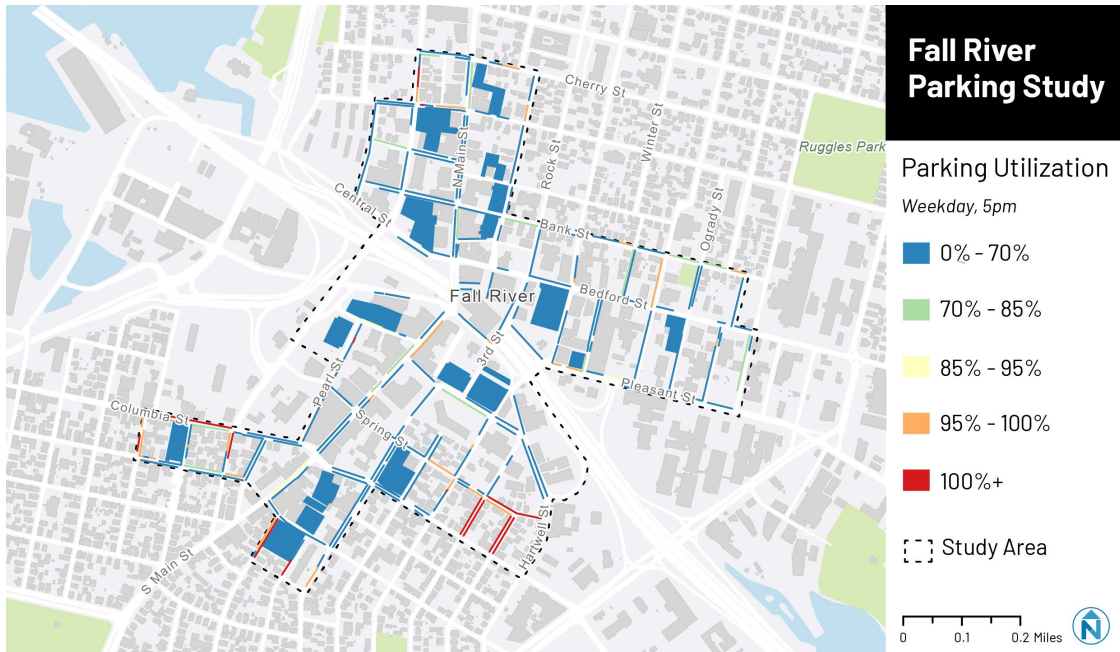 Fall River
Parking Study
Parking Utilization
Weekday, 5pm
0% - 70%
70% - 85%
85% - 95%
95% - 100%
100%+
Study Area
0 0.1 0.2 Miles
N
Cherry St
Winter St
Ruggles Park
N Main St
Rock St
Central St
Ogrady St
Bank St
Fall River
Bedford St
3rd St
Pearl St
Pleasant St
Columbia St
Spring St
Hartwell St
S Main St